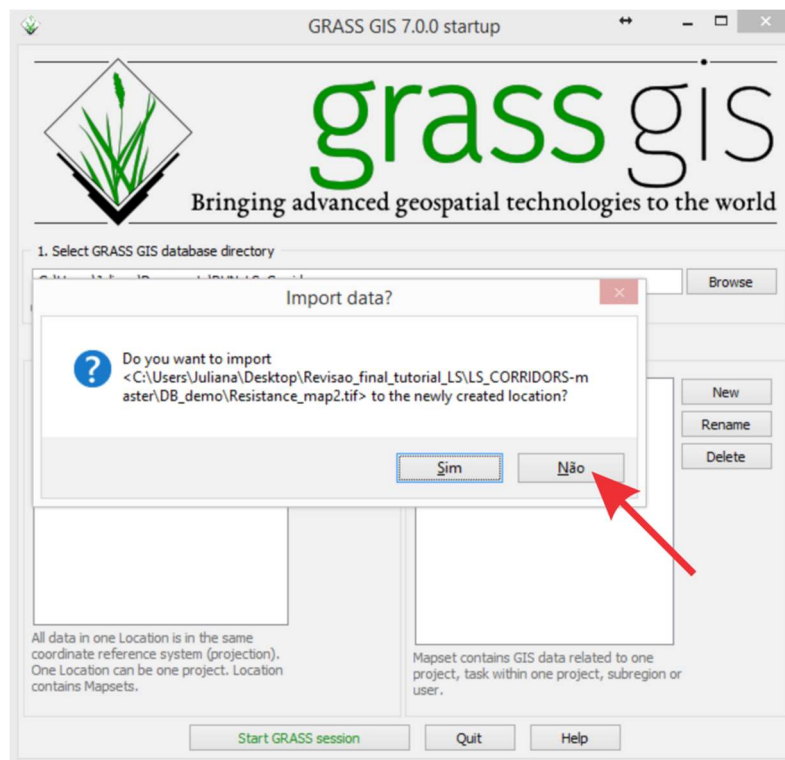 GRASS GIS 7.0.0 startup
grass gis
Bringing advanced geospatial technologies to the world
1. Select GRASS GIS database directory
Browse
Import data?
Do you want to import
<C:\Users\Juliana\Desktop\Revisao_final_tutorial_LS\LS_CORRIDORS-m
aster\DB_demo\Resistance_map2.tif> to the newly created location?
Sim
Não
New
Rename
Delete
All data in one Location is in the same
coordinate reference system (projection).
One Location can be one project. Location
contains Mapsets.
Mapset contains GIS data related to one
project, task within one project, subregion or
user.
Start GRASS session
Quit
Help